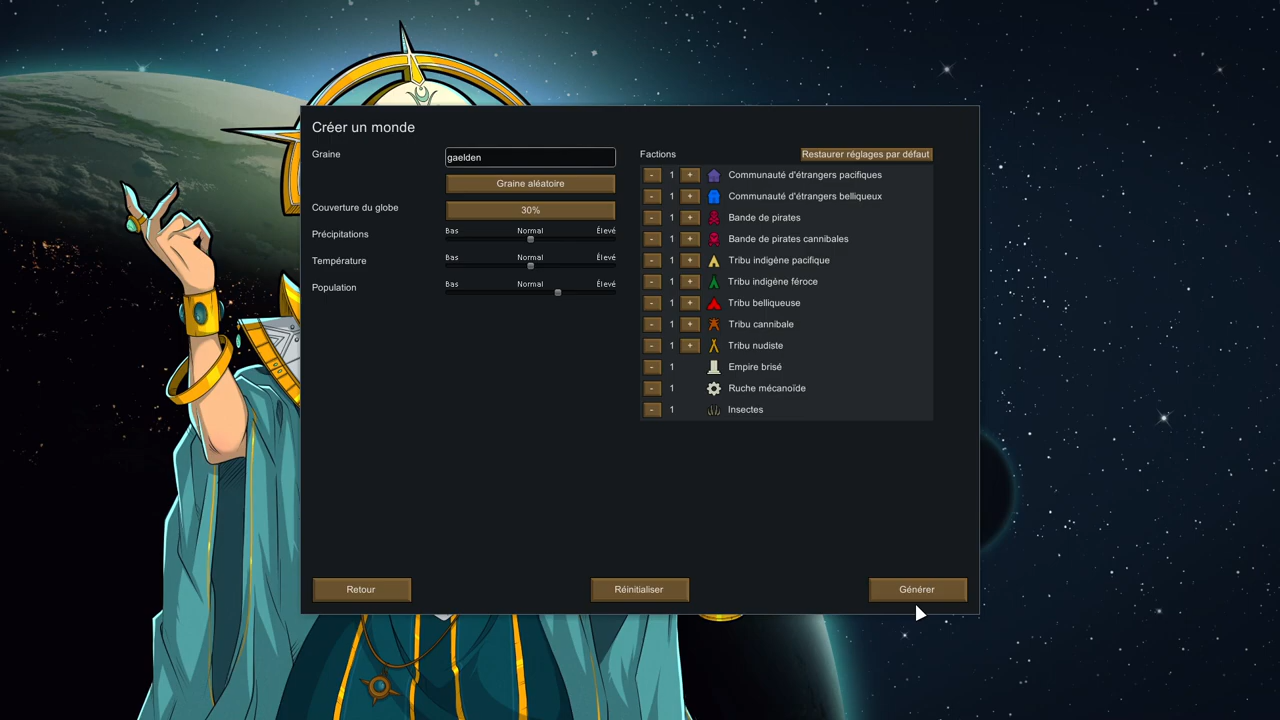 Créer un monde
Graine
gaelden
Graine aléatoire
Couverture du globe
30%
Précipitations
Bas Normal Élevé
Température
Bas Normal Élevé
Population
Bas Normal Élevé
Factions
Restaurer réglages par défaut
- 1 + Communauté d'étrangers pacifiques
- 1 + Communauté d'étrangers belliqueux
- 1 + Bande de pirates
- 1 + Bande de pirates cannibales
- 1 + Tribu indigène pacifique
- 1 + Tribu indigène féroce
- 1 + Tribu belliqueuse
- 1 + Tribu cannibale
- 1 + Tribu nudiste
- 1 Empire brisé
- 1 Ruche mécanoïde
- 1 Insectes
Retour
Réinitialiser
Générer